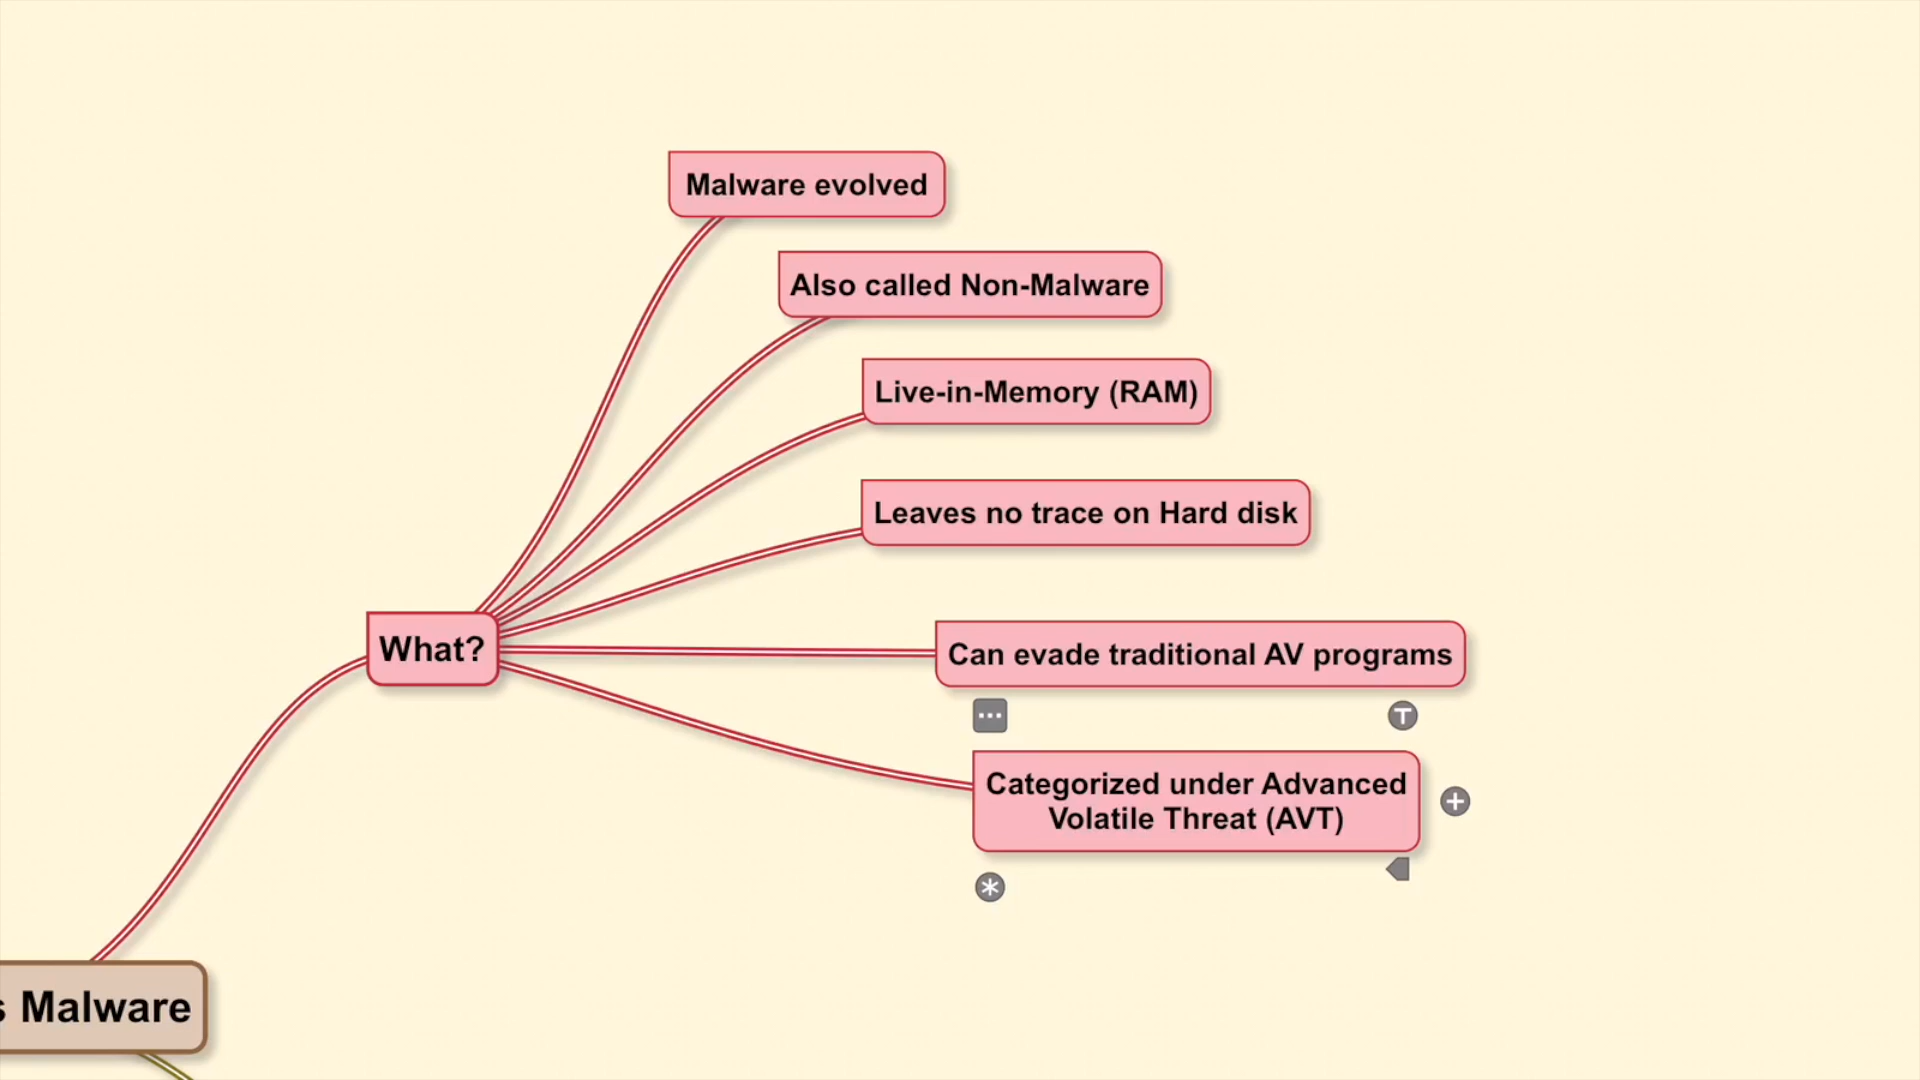 Malware evolved
Also called Non-Malware
Live-in-Memory (RAM)
Leaves no trace on Hard disk
What?
Can evade traditional AV programs
Categorized under Advanced
Volatile Threat (AVT)
s Malware